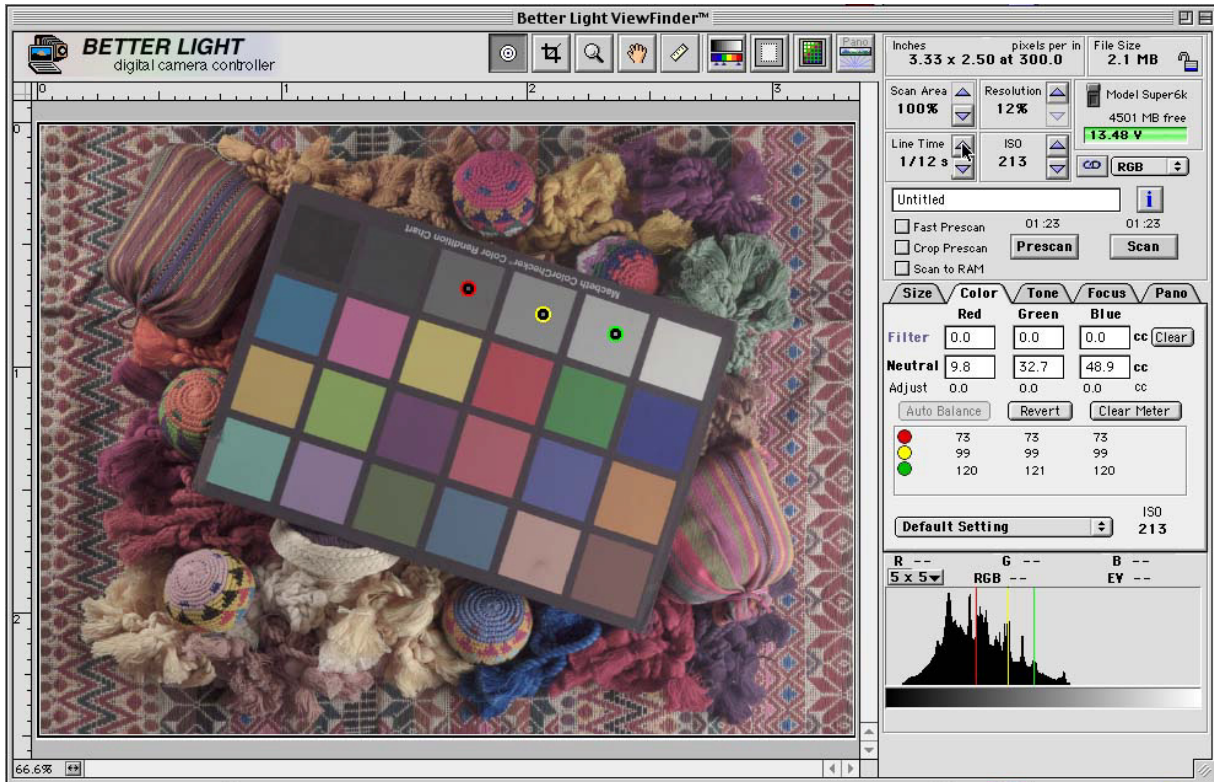 Better Light ViewFinder™
BETTER LIGHT
digital camera controller
Pano
Inches pixels per in
3.33 x 2.50 at 300.0
File Size
2.1 MB
Scan Area
100%
Resolution
12%
Model Super6k
4501 MB free
13.48 V
Line Time
1/12 s
ISO
213
RGB
Untitled
i
Fast Prescan
Crop Prescan
Scan to RAM
01:23
Prescan
01:23
Scan
Size Color Tone Focus Pano
Red Green Blue
Filter 0.0 0.0 0.0 cc Clear
Neutral 9.8 32.7 48.9 cc
Adjust 0.0 0.0 0.0 cc
Auto Balance Revert Clear Meter
73 73 73
99 99 99
120 121 120
Default Setting
ISO
213
R -- G -- B --
5 x 5 RGB -- EV --
0 1 2 3
0
1
2
Macbeth ColorChecker™ Color Rendition Chart
66.6%